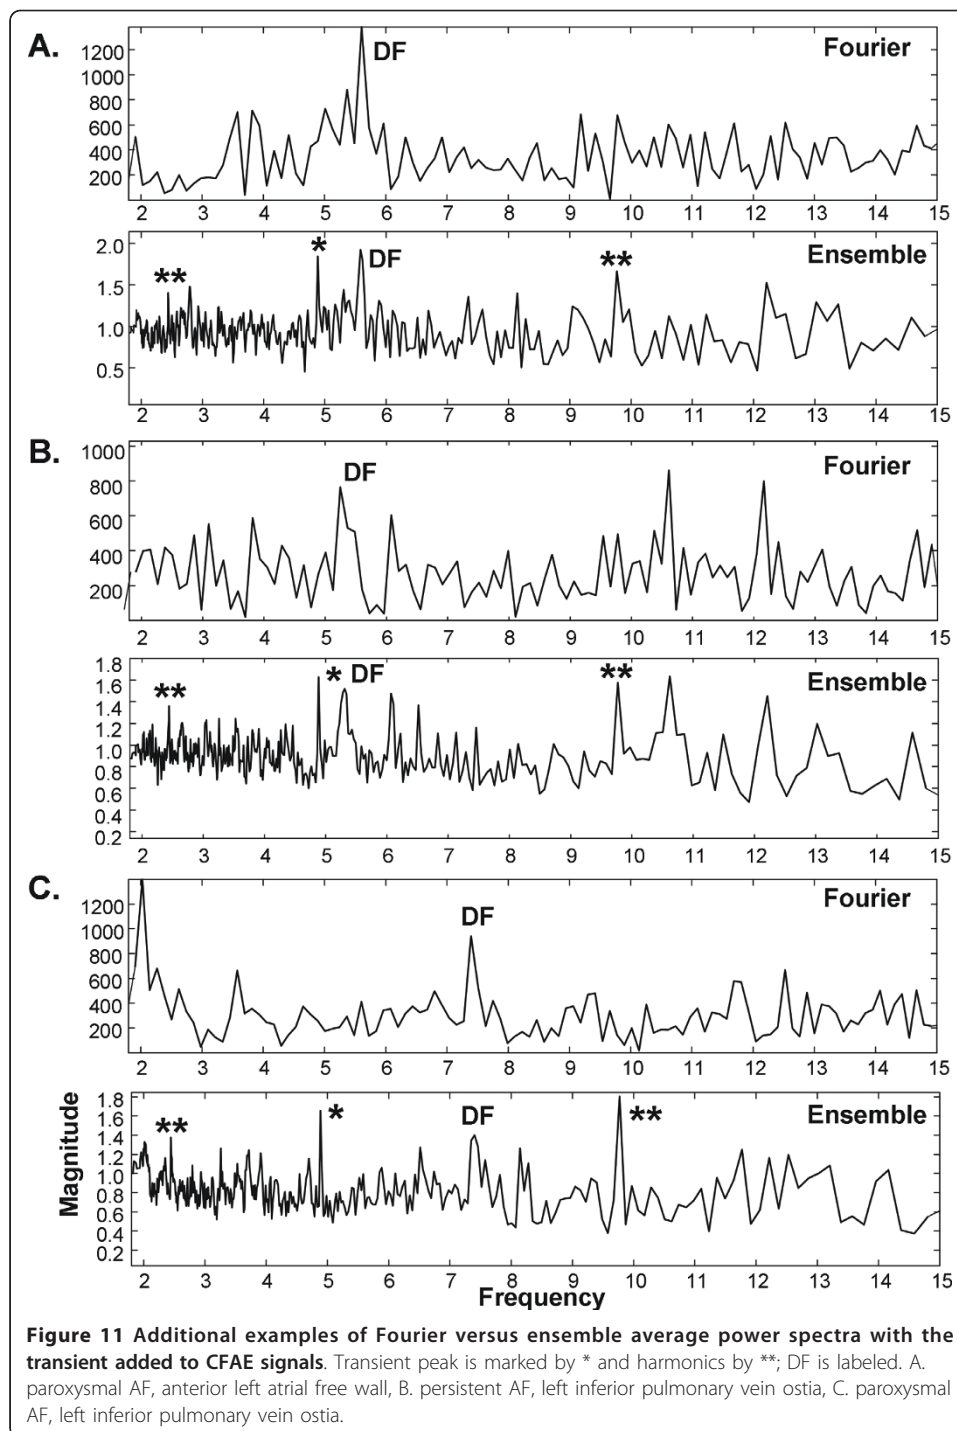 A.
Fourier
DF
1200
1000
800
600
400
200
2 3 4 5 6 7 8 9 10 11 12 13 14 15
Ensemble
** * DF **
2.0
1.5
1.0
0.5
2 3 4 5 6 7 8 9 10 11 12 13 14 15
B.
Fourier
DF
1000
800
600
400
200
2 3 4 5 6 7 8 9 10 11 12 13 14 15
Ensemble
** * DF **
1.8
1.6
1.4
1.2
1.0
0.8
0.6
0.4
0.2
2 3 4 5 6 7 8 9 10 11 12 13 14 15
C.
Fourier
DF
1200
1000
800
600
400
200
2 3 4 5 6 7 8 9 10 11 12 13 14 15
Ensemble
** * DF **
Magnitude
1.8
1.6
1.4
1.2
1.0
0.8
0.6
0.4
0.2
2 3 4 5 6 7 8 9 10 11 12 13 14 15
Frequency
Figure 11 Additional examples of Fourier versus ensemble average power spectra with the
transient added to CFAE signals. Transient peak is marked by * and harmonics by **; DF is labeled. A.
paroxysmal AF, anterior left atrial free wall, B. persistent AF, left inferior pulmonary vein ostia, C. paroxysmal
AF, left inferior pulmonary vein ostia.